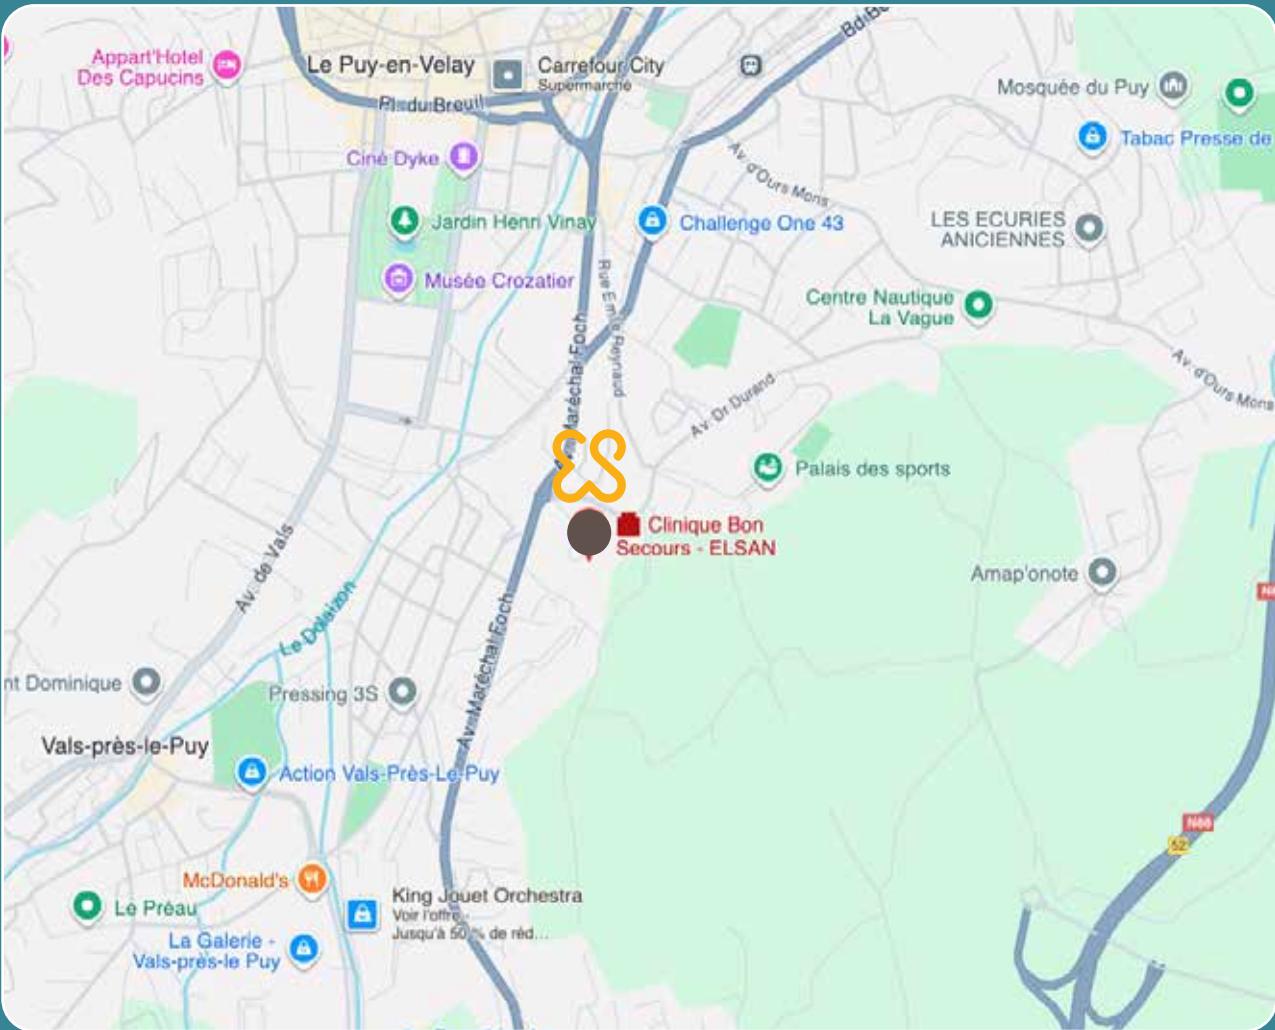 Bd
Appart'Hotel
Des Capucins
Le Puy-en-Velay
Carrefour City
Supermarché
Pl. du Breuil
Mosquée du Puy
Tabac Presse de
Ciné Dyke
Av. d'Ours Mons
Jardin Henri Vinay
Challenge One 43
LES ECURIES
ANICIENNES
Musée Crozatier
Rue Emile Reynaud
Centre Nautique
La Vague
Maréchal Foch
Av. d'Ours Mons
Av. Dr Durand
Palais des sports
Clinique Bon
Secours - ELSAN
Av. de Vals
Amap'onote
Le Dolaizon
Av. Maréchal Foch
nt Dominique
Pressing 3S
Vals-près-le-Puy
Action Vals-Près-Le-Puy
N88
52
McDonald's
King Jouet Orchestra
Voir l'offre -
Jusqu'à 50 % de réd...
Le Préau
La Galerie -
Vals-près-le Puy